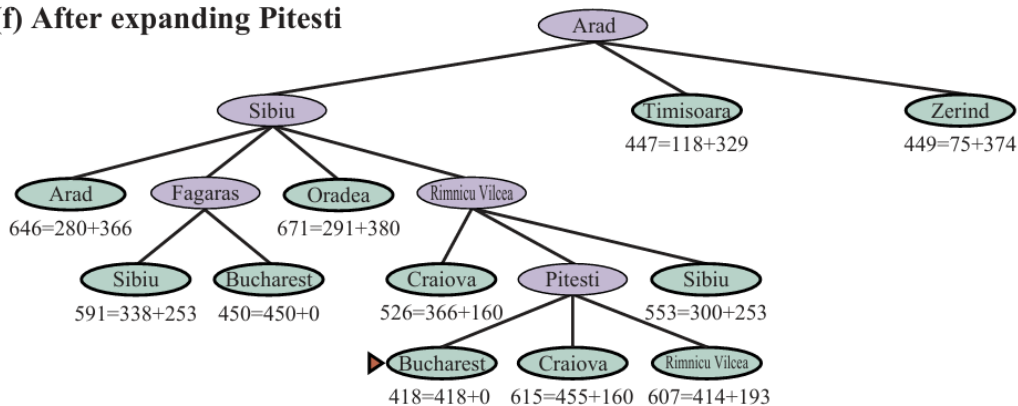 (f) After expanding Pitesti
Arad
Sibiu
Timisoara
Zerind
447=118+329
449=75+374
Arad
Fagaras
Oradea
Rimnicu Vilcea
646=280+366
671=291+380
Sibiu
Bucharest
Craiova
Pitesti
Sibiu
591=338+253
450=450+0
526=366+160
553=300+253
Bucharest
Craiova
Rimnicu Vilcea
418=418+0
615=455+160
607=414+193